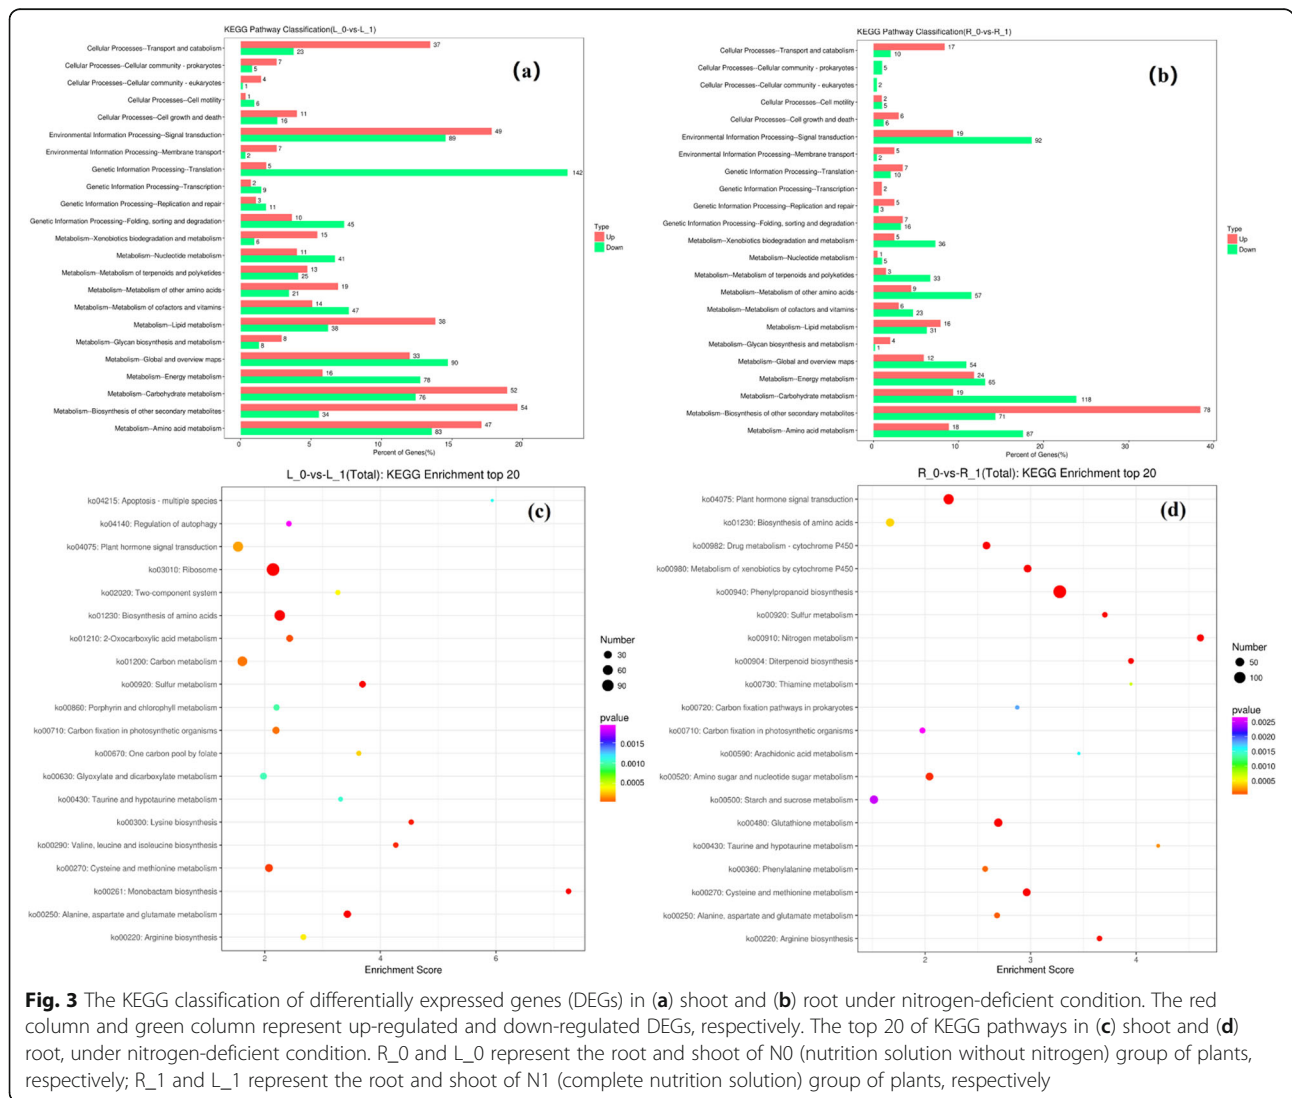 KEGG Pathway Classification(L_0-vs-L_1)
(a)
Cellular Processes--Transport and catabolism 37 23
Cellular Processes--Cellular community - prokaryotes 7 5
Cellular Processes--Cellular community - eukaryotes 4 1
Cellular Processes--Cell motility 1 6
Cellular Processes--Cell growth and death 11 16
Environmental Information Processing--Signal transduction 49 89
Environmental Information Processing--Membrane transport 7 2
Genetic Information Processing--Translation 5 142
Genetic Information Processing--Transcription 2 9
Genetic Information Processing--Replication and repair 3 11
Genetic Information Processing--Folding, sorting and degradation 10 45
Metabolism--Xenobiotics biodegradation and metabolism 15 6
Metabolism--Nucleotide metabolism 11 41
Metabolism--Metabolism of terpenoids and polyketides 13 25
Metabolism--Metabolism of other amino acids 19 21
Metabolism--Metabolism of cofactors and vitamins 14 47
Metabolism--Lipid metabolism 38 38
Metabolism--Glycan biosynthesis and metabolism 8 8
Metabolism--Global and overview maps 33 90
Metabolism--Energy metabolism 16 78
Metabolism--Carbohydrate metabolism 52 76
Metabolism--Biosynthesis of other secondary metabolites 54 34
Metabolism--Amino acid metabolism 47 83
0 5 10 15 20
Percent of Genes(%)
Type
Up
Down
KEGG Pathway Classification(R_0-vs-R_1)
(b)
Cellular Processes--Transport and catabolism 17 10
Cellular Processes--Cellular community - prokaryotes 5
Cellular Processes--Cellular community - eukaryotes 2
Cellular Processes--Cell motility 2 5
Cellular Processes--Cell growth and death 6 6
Environmental Information Processing--Signal transduction 19 92
Environmental Information Processing--Membrane transport 5 2
Genetic Information Processing--Translation 7 10
Genetic Information Processing--Transcription 2
Genetic Information Processing--Replication and repair 5 3
Genetic Information Processing--Folding, sorting and degradation 7 16
Metabolism--Xenobiotics biodegradation and metabolism 5 36
Metabolism--Nucleotide metabolism 1 5
Metabolism--Metabolism of terpenoids and polyketides 3 33
Metabolism--Metabolism of other amino acids 9 57
Metabolism--Metabolism of cofactors and vitamins 6 23
Metabolism--Lipid metabolism 16 31
Metabolism--Glycan biosynthesis and metabolism 4 1
Metabolism--Global and overview maps 12 54
Metabolism--Energy metabolism 24 65
Metabolism--Carbohydrate metabolism 19 118
Metabolism--Biosynthesis of other secondary metabolites 78 71
Metabolism--Amino acid metabolism 18 87
0 10 20 30 40
Percent of Genes(%)
Type
Up
Down
L_0-vs-L_1(Total): KEGG Enrichment top 20
(c)
ko04215: Apoptosis - multiple species
ko04140: Regulation of autophagy
ko04075: Plant hormone signal transduction
ko03010: Ribosome
ko02020: Two-component system
ko01230: Biosynthesis of amino acids
ko01210: 2-Oxocarboxylic acid metabolism
ko01200: Carbon metabolism
ko00920: Sulfur metabolism
ko00860: Porphyrin and chlorophyll metabolism
ko00710: Carbon fixation in photosynthetic organisms
ko00670: One carbon pool by folate
ko00630: Glyoxylate and dicarboxylate metabolism
ko00430: Taurine and hypotaurine metabolism
ko00300: Lysine biosynthesis
ko00290: Valine, leucine and isoleucine biosynthesis
ko00270: Cysteine and methionine metabolism
ko00261: Monobactam biosynthesis
ko00250: Alanine, aspartate and glutamate metabolism
ko00220: Arginine biosynthesis
2 4 6
Enrichment Score
Number
30
60
90
pvalue
0.0015
0.0010
0.0005
R_0-vs-R_1(Total): KEGG Enrichment top 20
(d)
ko04075: Plant hormone signal transduction
ko01230: Biosynthesis of amino acids
ko00982: Drug metabolism - cytochrome P450
ko00980: Metabolism of xenobiotics by cytochrome P450
ko00940: Phenylpropanoid biosynthesis
ko00920: Sulfur metabolism
ko00910: Nitrogen metabolism
ko00904: Diterpenoid biosynthesis
ko00730: Thiamine metabolism
ko00720: Carbon fixation pathways in prokaryotes
ko00710: Carbon fixation in photosynthetic organisms
ko00590: Arachidonic acid metabolism
ko00520: Amino sugar and nucleotide sugar metabolism
ko00500: Starch and sucrose metabolism
ko00480: Glutathione metabolism
ko00430: Taurine and hypotaurine metabolism
ko00360: Phenylalanine metabolism
ko00270: Cysteine and methionine metabolism
ko00250: Alanine, aspartate and glutamate metabolism
ko00220: Arginine biosynthesis
2 3 4
Enrichment Score
Number
50
100
pvalue
0.0025
0.0020
0.0015
0.0010
0.0005
Fig. 3 The KEGG classification of differentially expressed genes (DEGs) in (a) shoot and (b) root under nitrogen-deficient condition. The red
column and green column represent up-regulated and down-regulated DEGs, respectively. The top 20 of KEGG pathways in (c) shoot and (d)
root, under nitrogen-deficient condition. R_0 and L_0 represent the root and shoot of N0 (nutrition solution without nitrogen) group of plants,
respectively; R_1 and L_1 represent the root and shoot of N1 (complete nutrition solution) group of plants, respectively